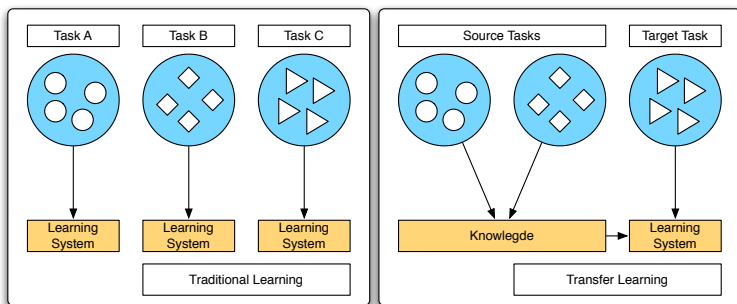 Task A
Task B
Task C
Learning
System
Learning
System
Learning
System
Traditional Learning
Source Tasks
Target Task
Knowlegde
Learning
System
Transfer Learning